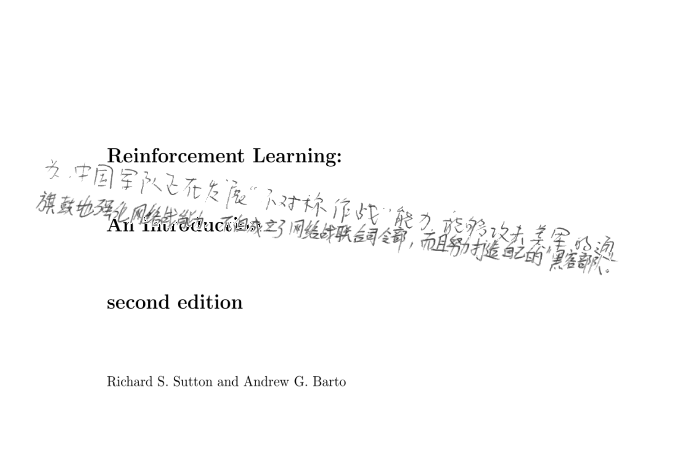 Reinforcement Learning:
为.中国军队正在发展"不对称作战"能力.能够攻击美军的通
旗鼓地强化网络战能力,不但成立了网络战联合司令部,而且努力打造自己的"黑客部队"。
An Introduction
second edition
Richard S. Sutton and Andrew G. Barto